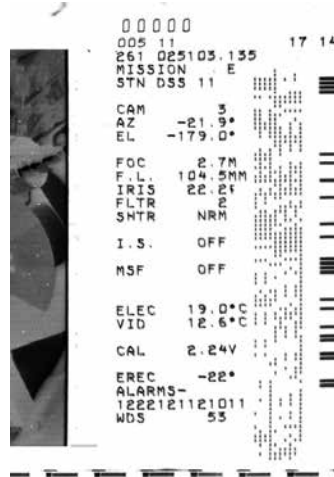 00000
005 11 17 14
261 025103.135
MISSION E
STN DSS 11
CAM 3
AZ -21.9°
EL -179.0°
FOC 2.7M
F.L. 104.5MM
IRIS 22.2F
FLTR 2
SHTR NRM
I.S. OFF
MSF OFF
ELEC 19.0°C
VID 12.6°C
CAL 2.24V
EREC -22°
ALARMS-
1222121121011
WDS 53